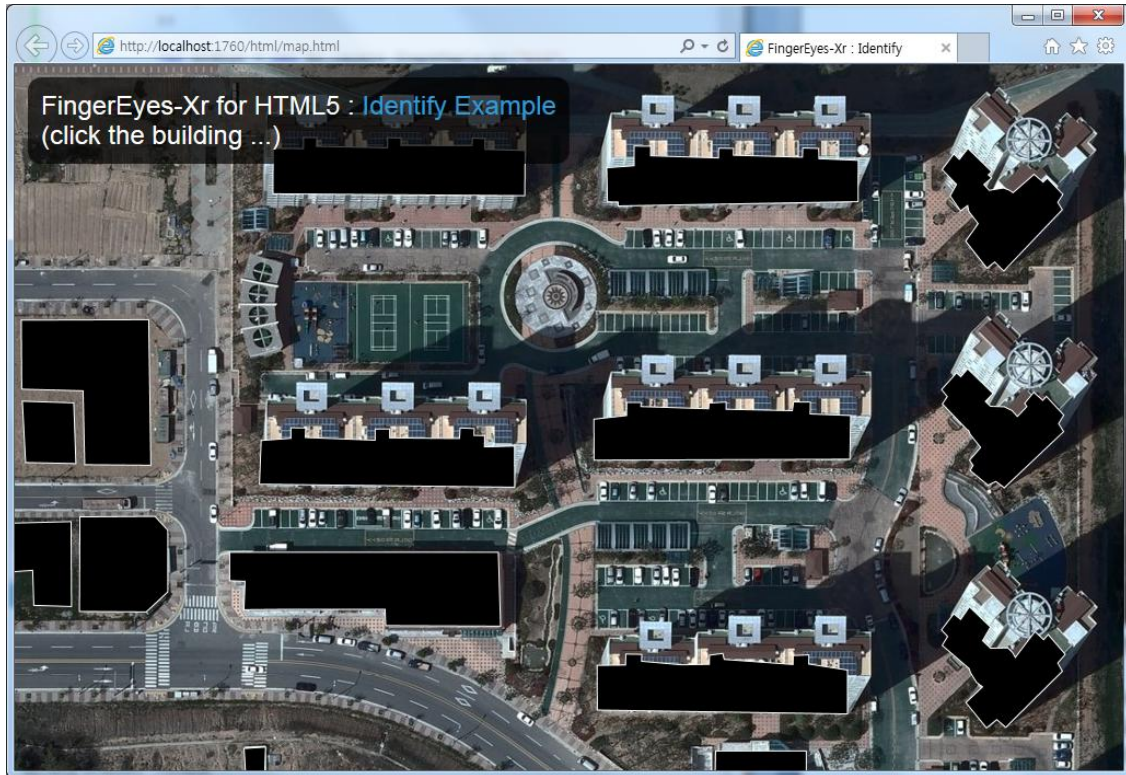 http://localhost:1760/html/map.html
FingerEyes-Xr : Identify
FingerEyes-Xr for HTML5 : Identify Example
(click the building ...)